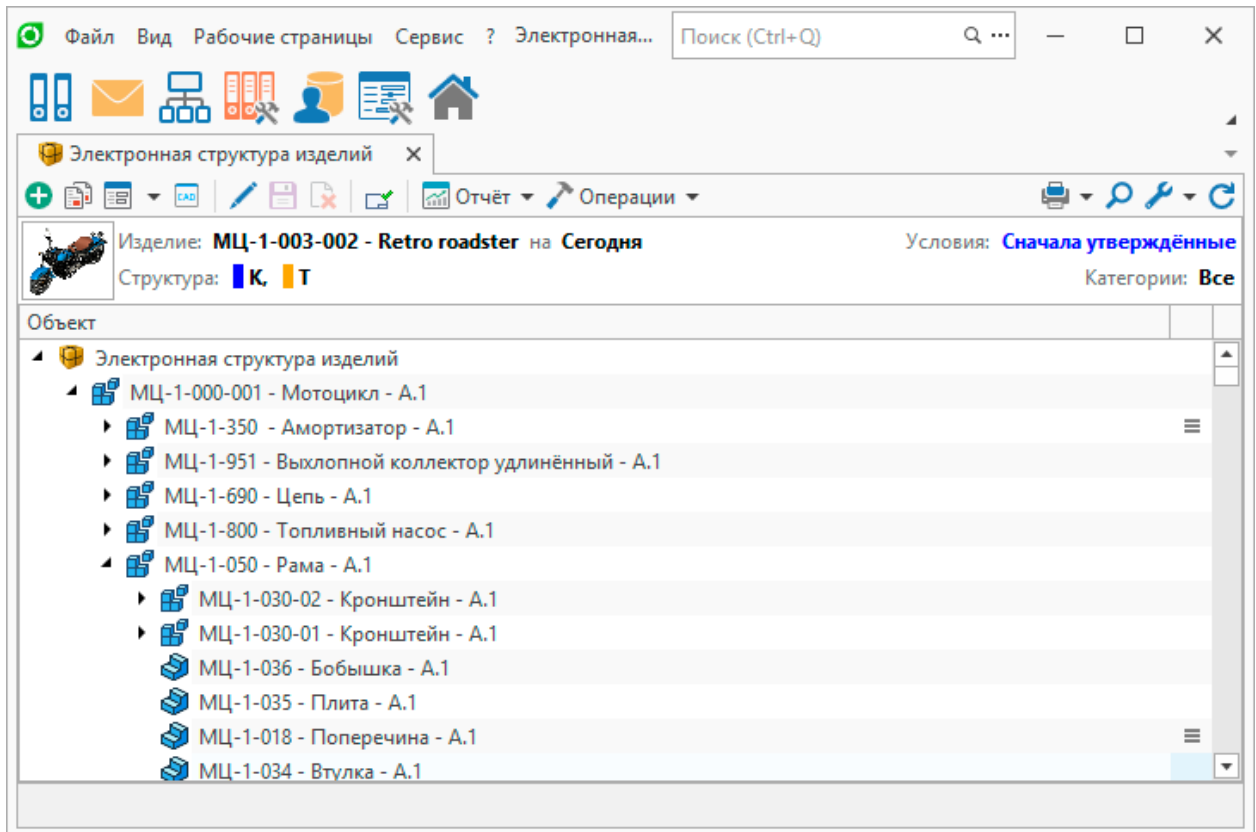 Файл Вид Рабочие страницы Сервис ? Электронная... Поиск (Ctrl+Q)
Электронная структура изделий
CAD Отчёт Операции
Изделие: МЦ-1-003-002 - Retro roadster на Сегодня Условия: Сначала утверждённые
Структура: К, Т Категории: Все
Объект
Электронная структура изделий
МЦ-1-000-001 - Мотоцикл - А.1
МЦ-1-350 - Амортизатор - А.1
МЦ-1-951 - Выхлопной коллектор удлинённый - А.1
МЦ-1-690 - Цепь - А.1
МЦ-1-800 - Топливный насос - А.1
МЦ-1-050 - Рама - А.1
МЦ-1-030-02 - Кронштейн - А.1
МЦ-1-030-01 - Кронштейн - А.1
МЦ-1-036 - Бобышка - А.1
МЦ-1-035 - Плита - А.1
МЦ-1-018 - Поперечина - А.1
МЦ-1-034 - Втулка - А.1